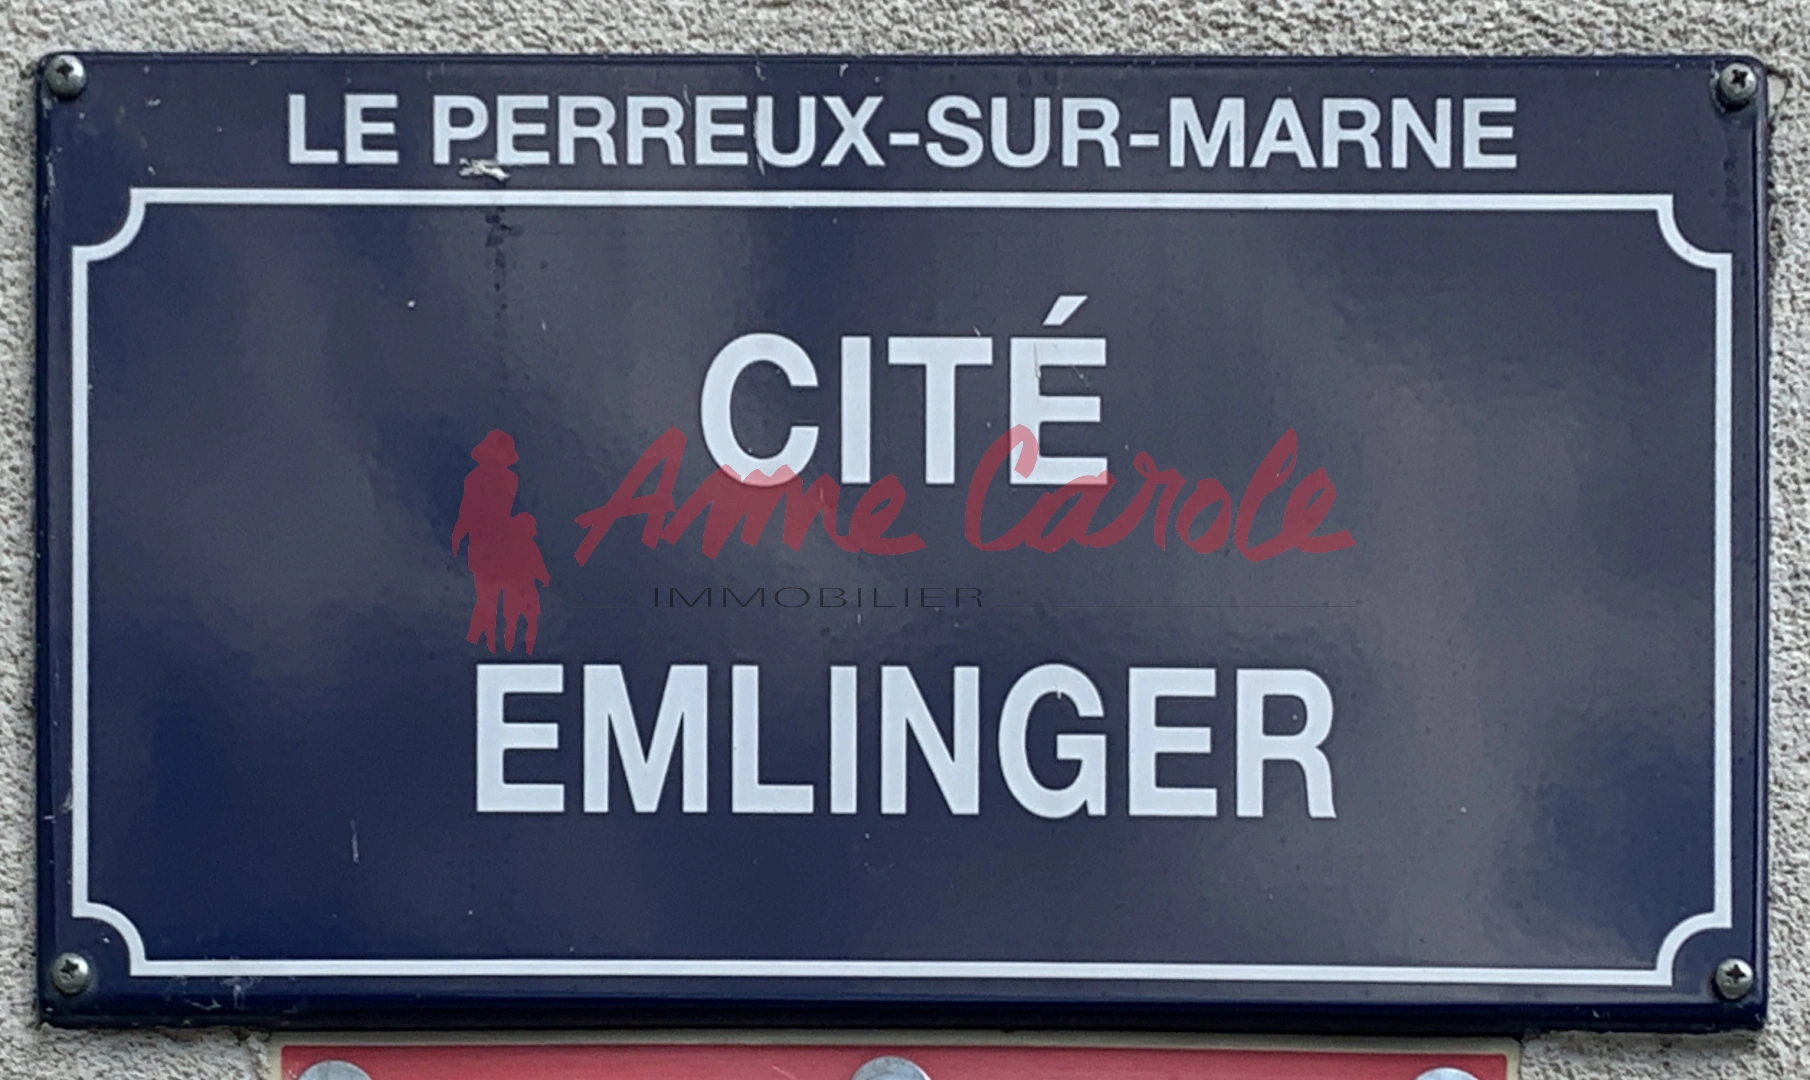 LE PERREUX-SUR-MARNE
CITÉ
Anne Carole
IMMOBILIER
EMLINGER